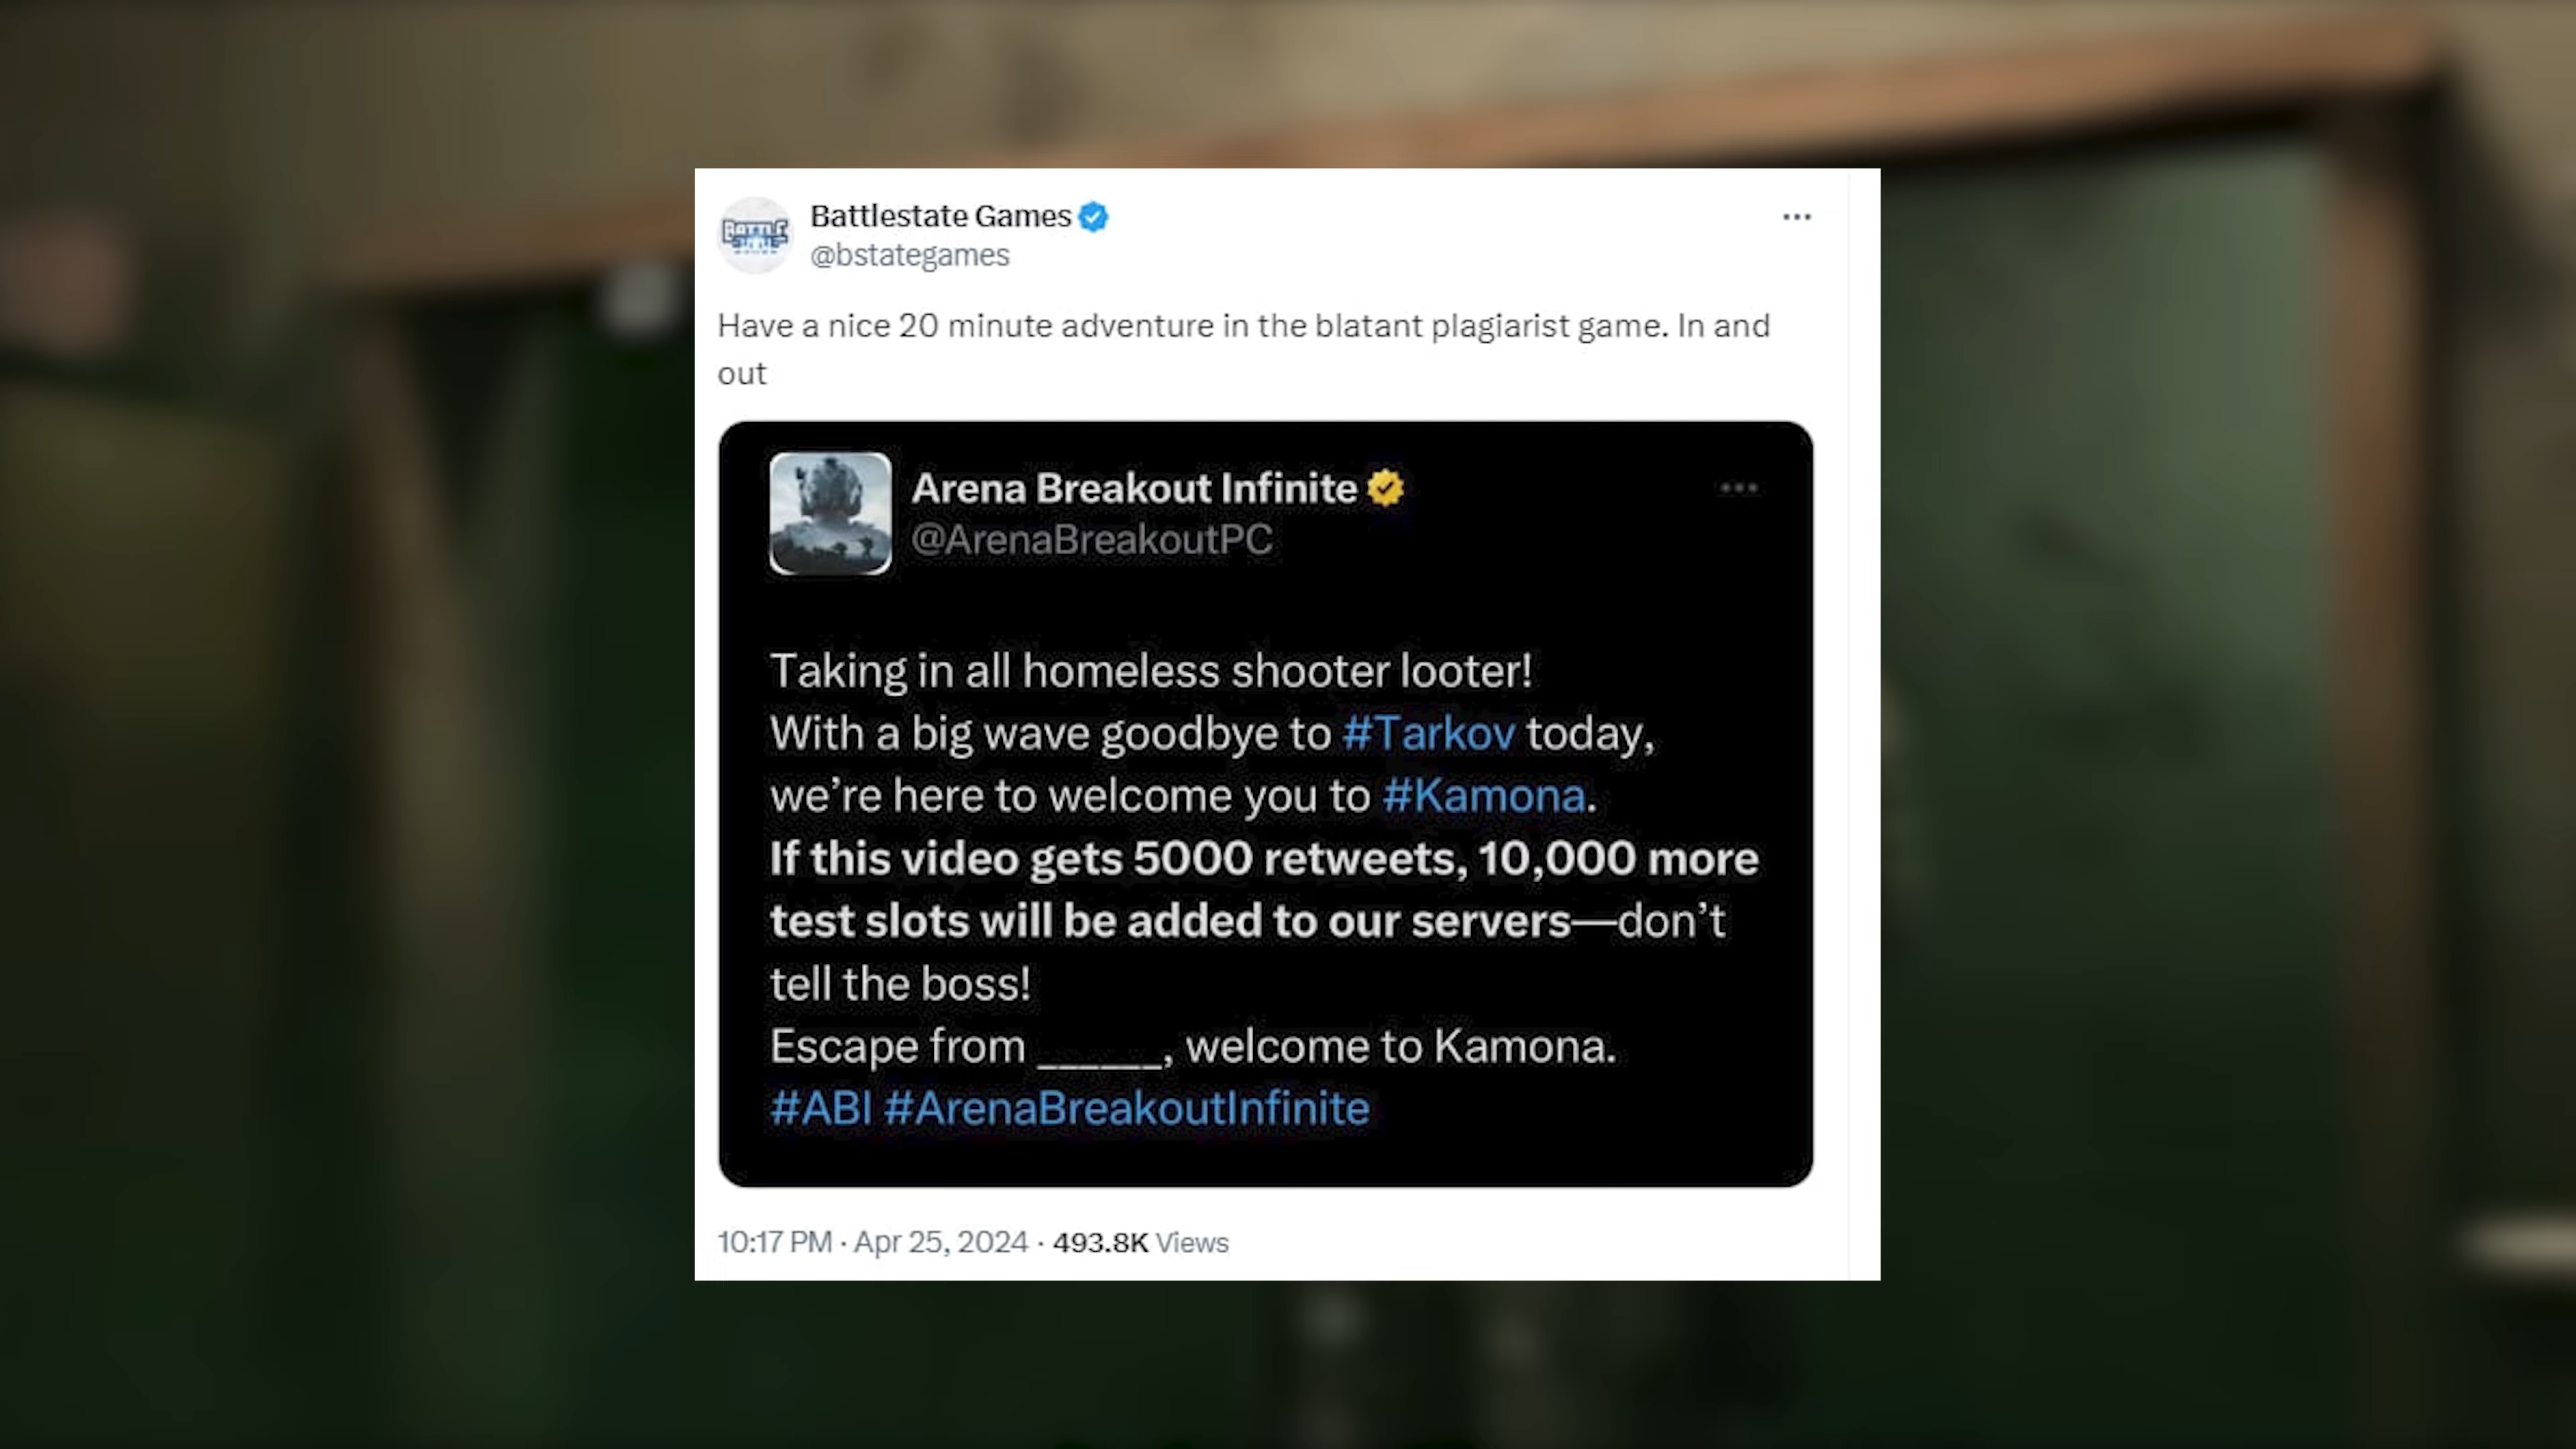 BATTLE
Battlestate Games
@bstategames
Have a nice 20 minute adventure in the blatant plagiarist game. In and
out
Arena Breakout Infinite
@ArenaBreakoutPC
Taking in all homeless shooter looter!
With a big wave goodbye to #Tarkov today,
we're here to welcome you to #Kamona.
If this video gets 5000 retweets, 10,000 more
test slots will be added to our servers—don't
tell the boss!
Escape from ______, welcome to Kamona.
#ABI #ArenaBreakoutInfinite
10:17 PM · Apr 25, 2024 · 493.8K Views